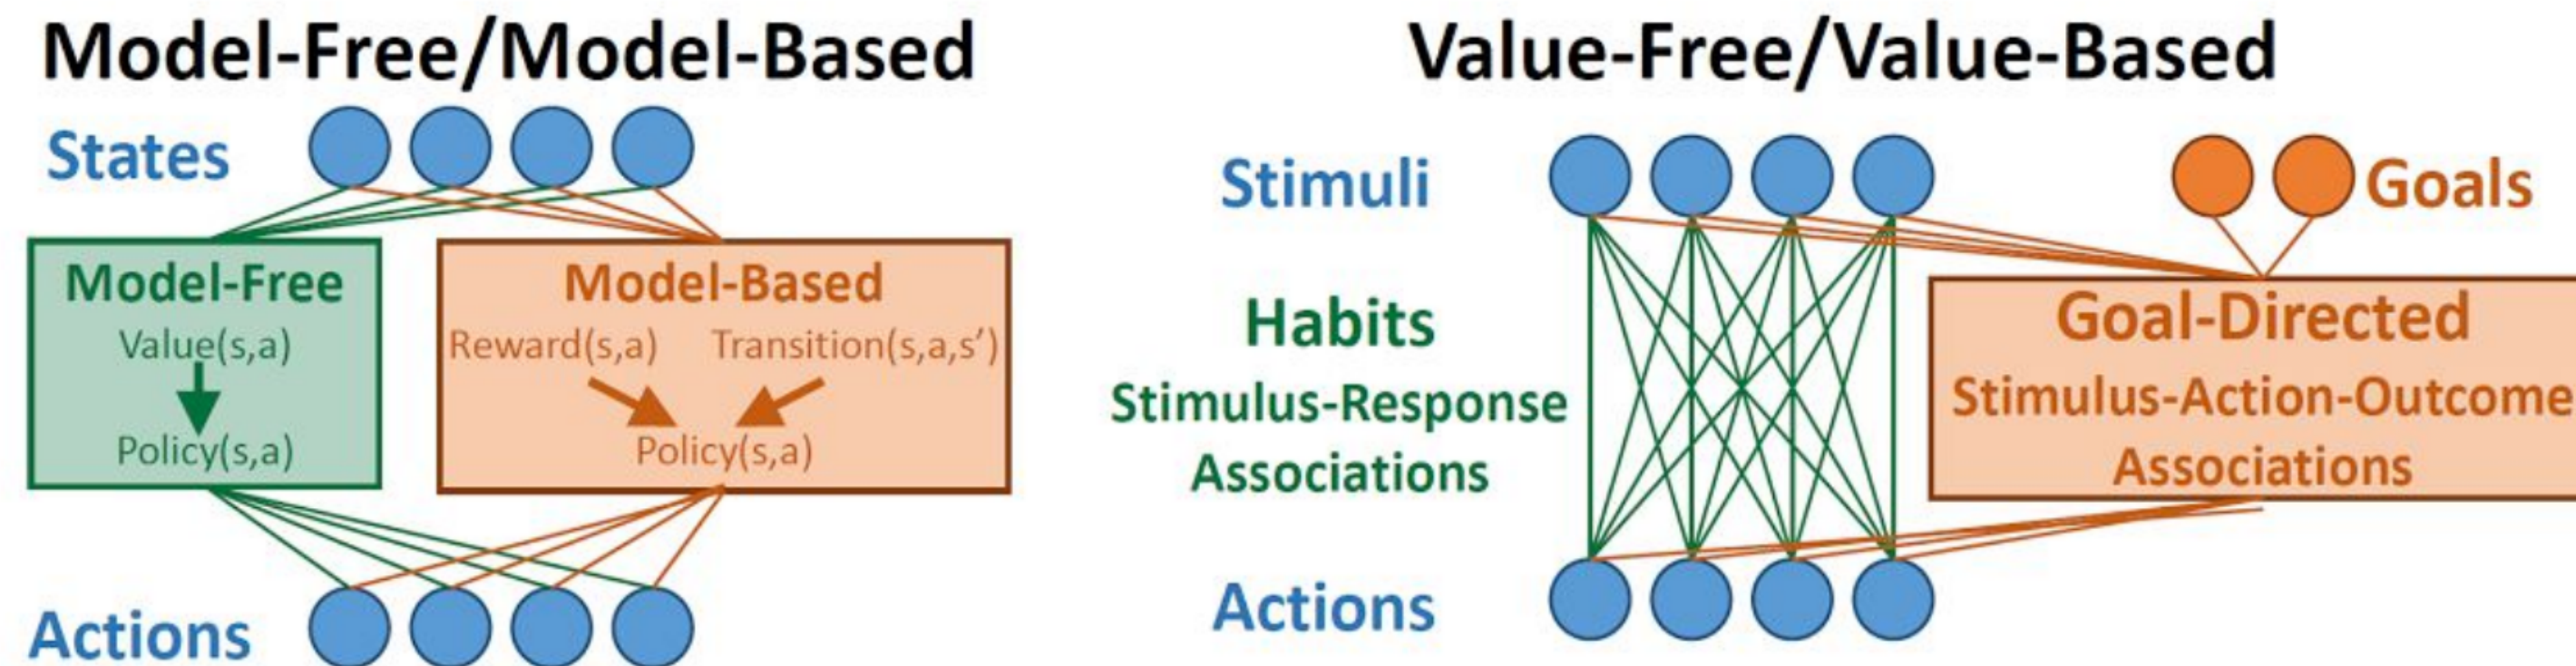 Model-Free/Model-Based
States
Model-Free
Value(s,a)
Policy(s,a)
Model-Based
Reward(s,a) Transition(s,a,s’)
Policy(s,a)
Actions
Value-Free/Value-Based
Stimuli
Goals
Habits
Stimulus-Response
Associations
Goal-Directed
Stimulus-Action-Outcome
Associations
Actions